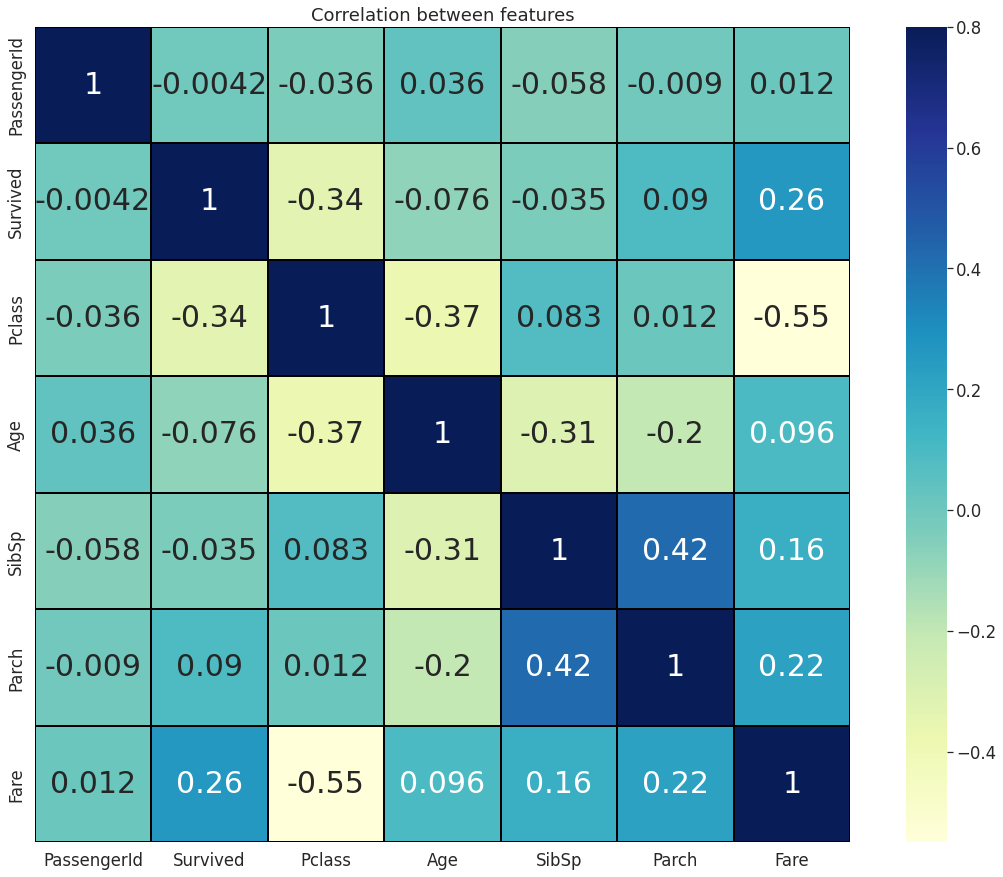 Correlation between features
PassengerId 1 -0.0042 -0.036 0.036 -0.058 -0.009 0.012
Survived -0.0042 1 -0.34 -0.076 -0.035 0.09 0.26
Pclass -0.036 -0.34 1 -0.37 0.083 0.012 -0.55
Age 0.036 -0.076 -0.37 1 -0.31 -0.2 0.096
SibSp -0.058 -0.035 0.083 -0.31 1 0.42 0.16
Parch -0.009 0.09 0.012 -0.2 0.42 1 0.22
Fare 0.012 0.26 -0.55 0.096 0.16 0.22 1
PassengerId Survived Pclass Age SibSp Parch Fare
0.8
0.6
0.4
0.2
0.0
−0.2
−0.4